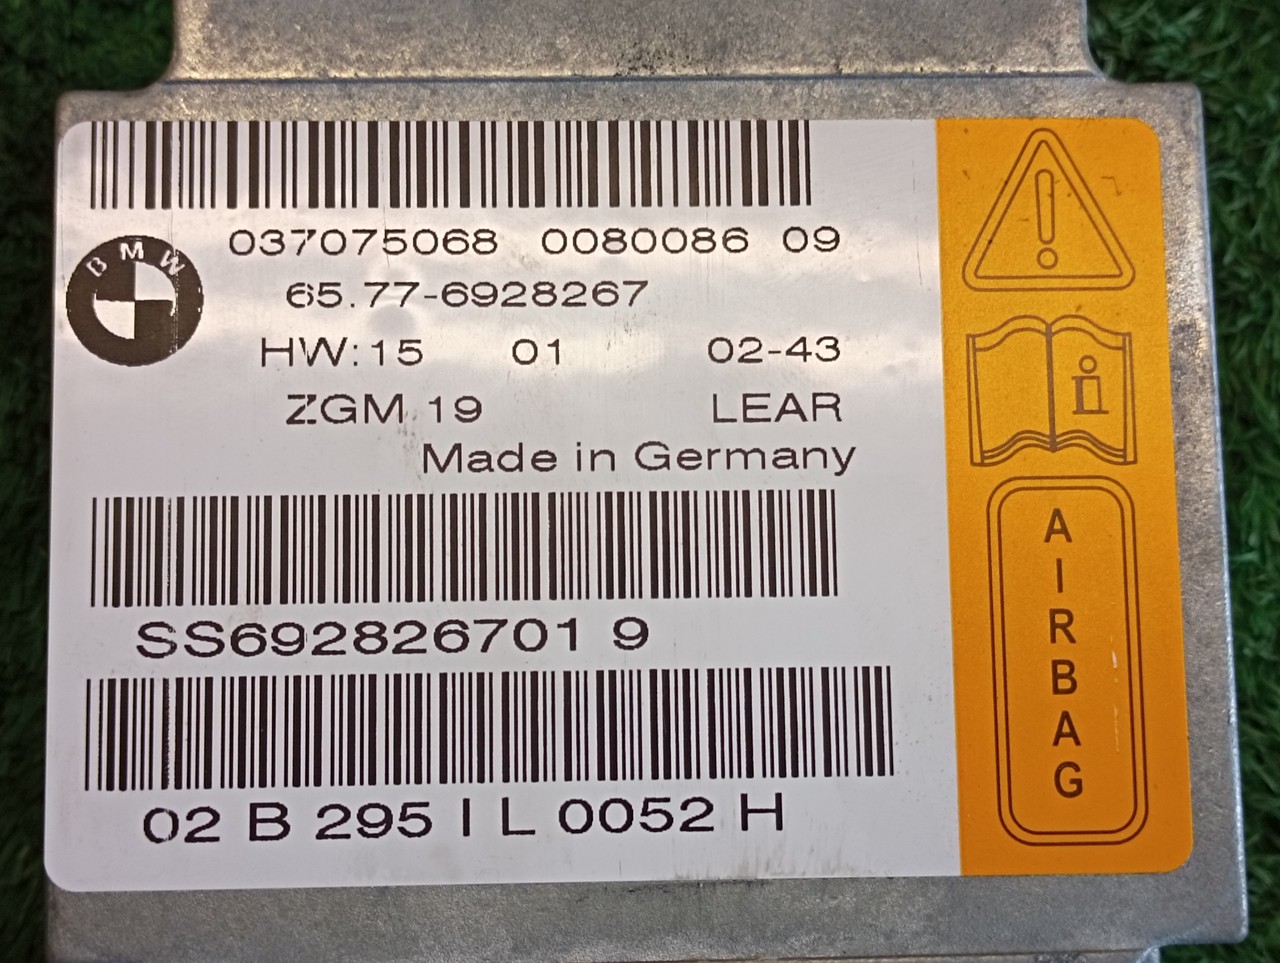 037075068 0080086 09
BMW
65.77-6928267
HW:15 01 02-43
ZGM 19 LEAR
Made in Germany
SS692826701 9
02 B 295 I L 0052 H
!
i
AIRBAG